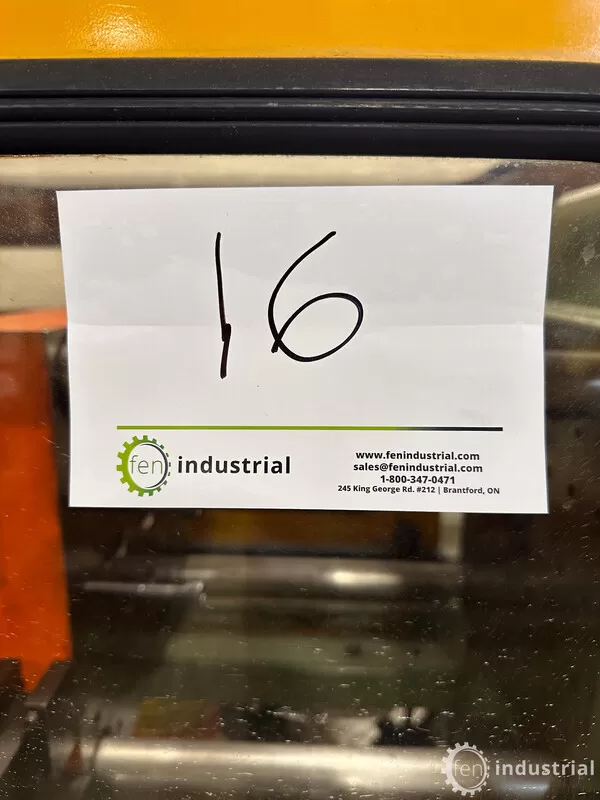 16
fen industrial
www.fenindustrial.com
sales@fenindustrial.com
1-800-347-0471
245 King George Rd. #212 | Brantford, ON
fen industrial